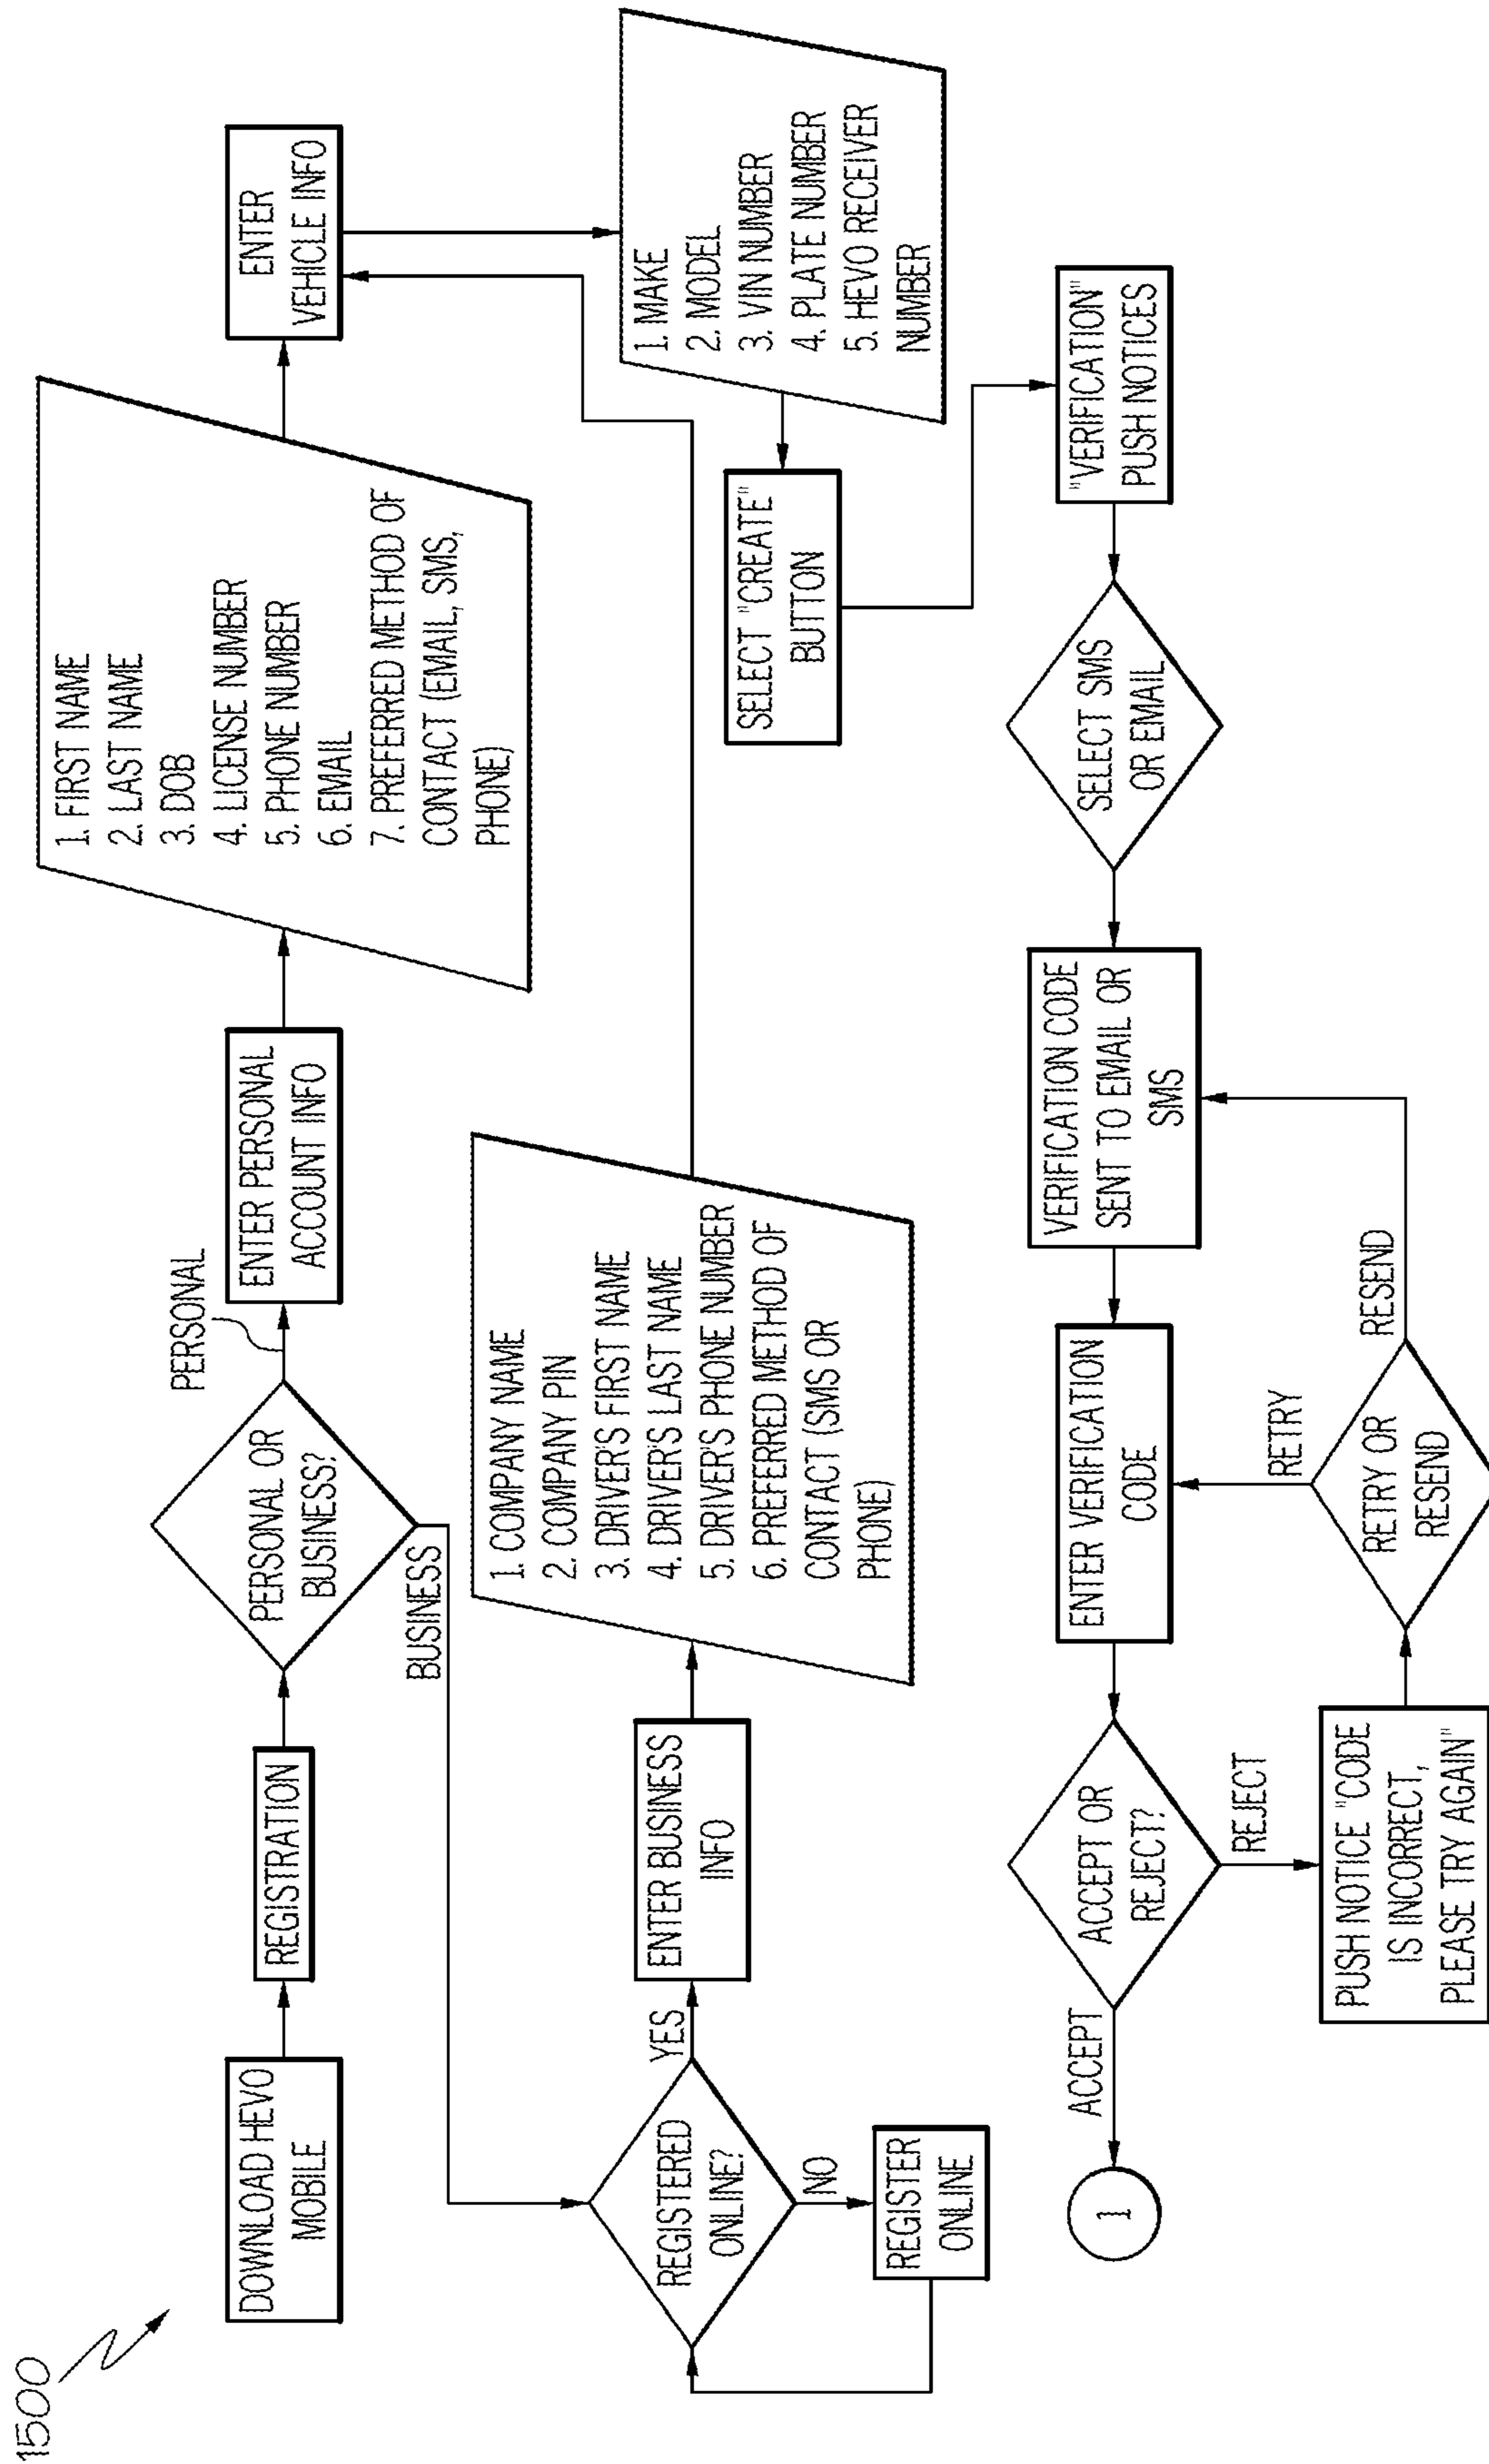 1500
DOWNLOAD HEVO
MOBILE
REGISTRATION
PERSONAL OR
BUSINESS?
PERSONAL
BUSINESS
ENTER PERSONAL
ACCOUNT INFO
1. FIRST NAME
2. LAST NAME
3. DOB
4. LICENSE NUMBER
5. PHONE NUMBER
6. EMAIL
7. PREFERRED METHOD OF
CONTACT (EMAIL, SMS,
PHONE)
ENTER
VEHICLE INFO
REGISTERED
ONLINE?
YES
NO
REGISTER
ONLINE
ENTER BUSINESS
INFO
1. COMPANY NAME
2. COMPANY PIN
3. DRIVER'S FIRST NAME
4. DRIVER'S LAST NAME
5. DRIVER'S PHONE NUMBER
6. PREFERRED METHOD OF
CONTACT (SMS OR
PHONE)
1. MAKE
2. MODEL
3. VIN NUMBER
4. PLATE NUMBER
5. HEVO RECEIVER
NUMBER
SELECT "CREATE"
BUTTON
"VERIFICATION"
PUSH NOTICES
SELECT SMS
OR EMAIL
VERIFICATION CODE
SENT TO EMAIL OR
SMS
ENTER VERIFICATION
CODE
ACCEPT OR
REJECT?
ACCEPT
1
REJECT
PUSH NOTICE "CODE
IS INCORRECT,
PLEASE TRY AGAIN"
RETRY OR
RESEND
RETRY
RESEND